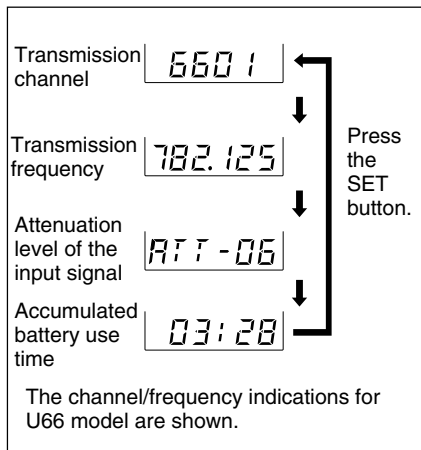 Transmission
channel
6601
Transmission
frequency
782.125
Press
the
SET
button.
Attenuation
level of the
input signal
ATT-06
Accumulated
battery use
time
03:28
The channel/frequency indications for
U66 model are shown.